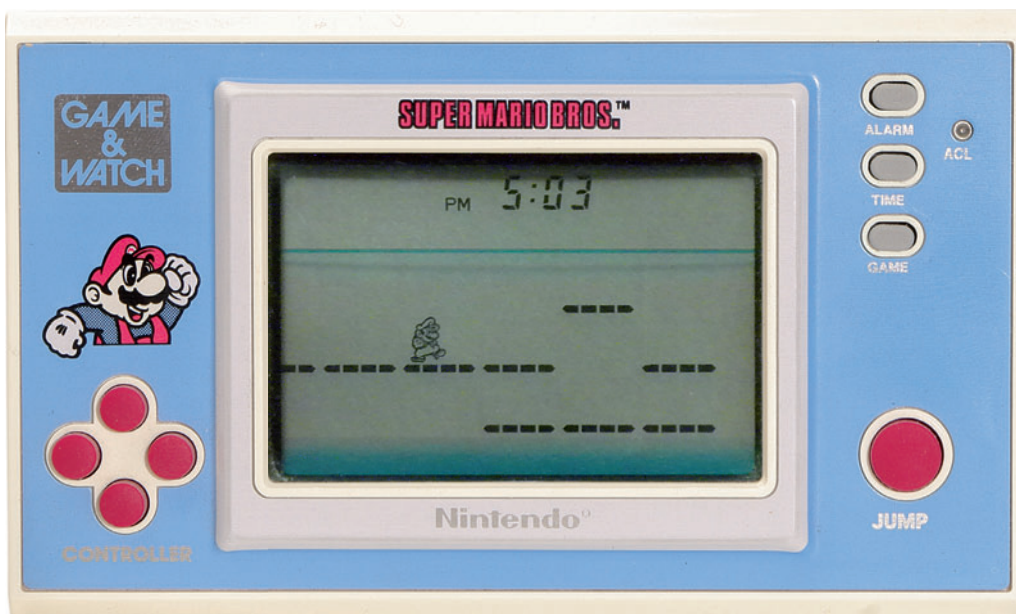 GAME
&
WATCH
SUPER MARIO BROS.™
PM 5:03
ALARM
ACL
TIME
GAME
Nintendo®
CONTROLLER
JUMP